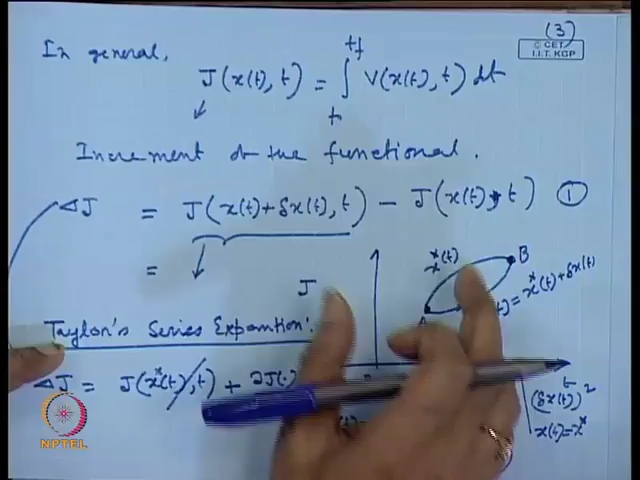 (3)
© CET
I.I.T. KGP
In general,
J(x(t), t) = ∫ V(x(t), t) dt
tf
t
Increment of the functional.
ΔJ = J(x(t)+δx(t), t) − J(x(t), t) ①
=
J
x*(t)
B
A
(t) = x*(t)+δx(t)
t
Taylor's Series Expantion:
ΔJ = J(x*(t), t) + ∂J(t)
(δx(t))²
x(t)=x*
NPTEL